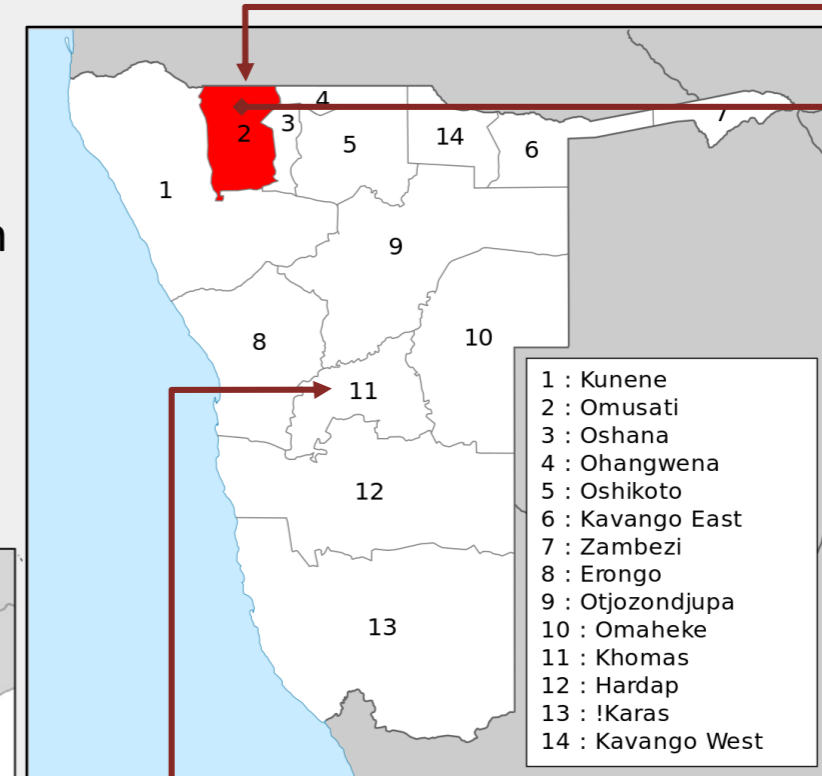 4
7
3
2
14
5
6
1
n
9
10
8
11
12
13
1 : Kunene
2 : Omusati
3 : Oshana
4 : Ohangwena
5 : Oshikoto
6 : Kavango East
7 : Zambezi
8 : Erongo
9 : Otjozondjupa
10 : Omaheke
11 : Khomas
12 : Hardap
13 : !Karas
14 : Kavango West